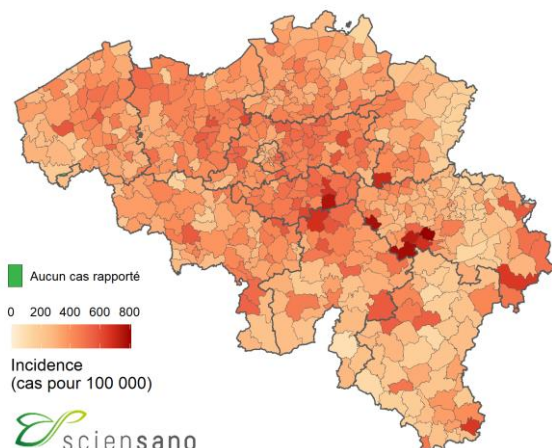 Aucun cas rapporté
0 200 400 600 800
Incidence
(cas pour 100 000)
sciensano